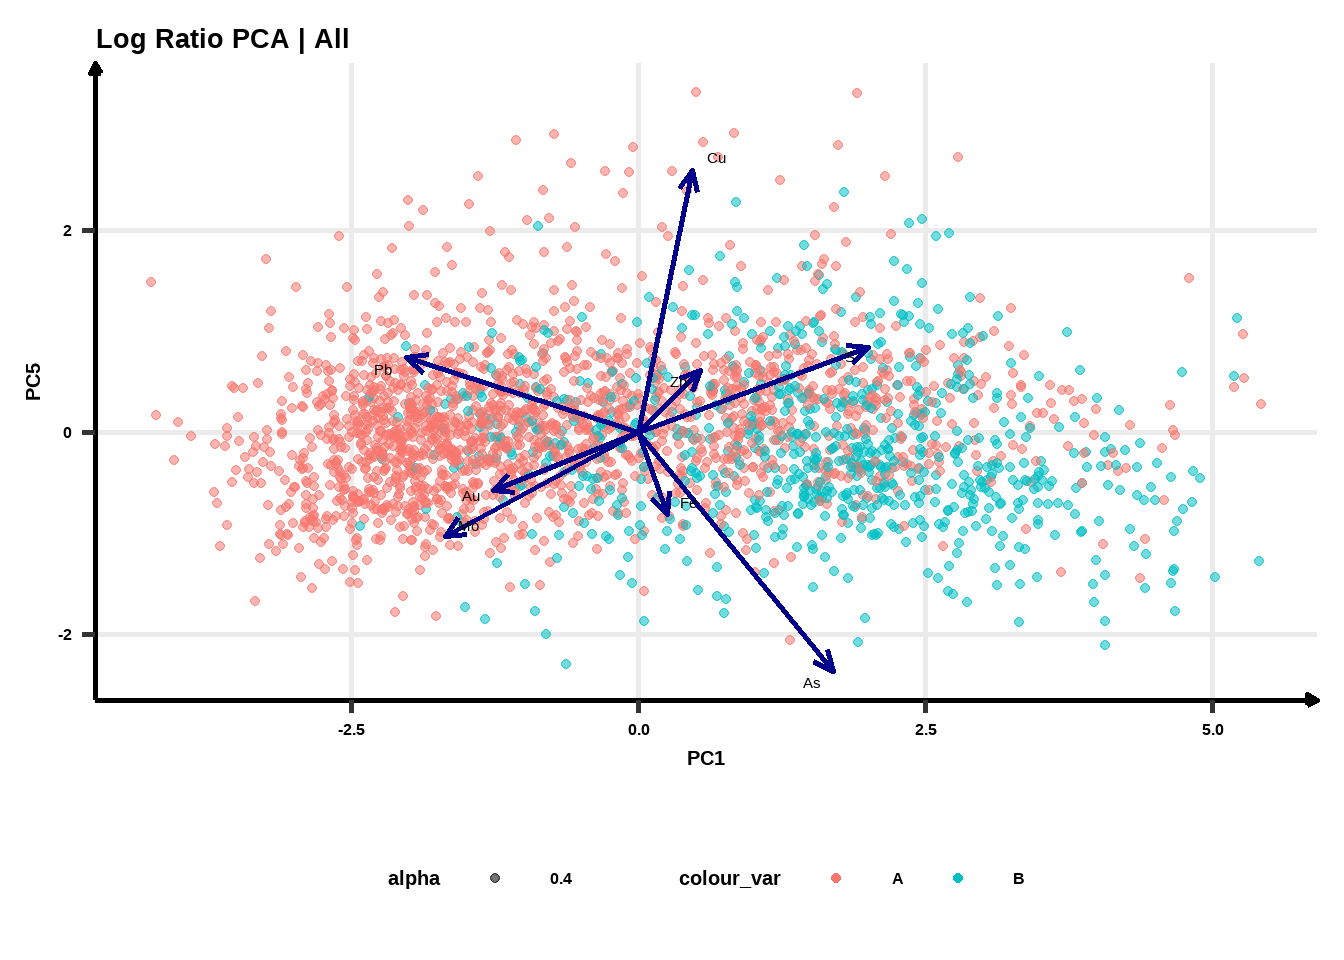 Log Ratio PCA | All
Cu
2
S
Pb
Zn
PC5
0
Au
Fe
Mo
-2
As
-2.5
0.0
2.5
5.0
PC1
alpha
0.4
colour_var
A
B